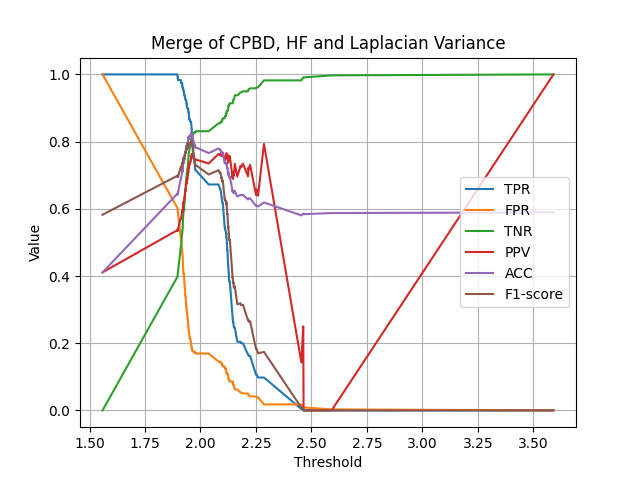 Merge of CPBD, HF and Laplacian Variance
1.0
0.8
0.6
0.4
0.2
0.0
Value
TPR
FPR
TNR
PPV
ACC
F1-score
1.50 1.75 2.00 2.25 2.50 2.75 3.00 3.25 3.50
Threshold